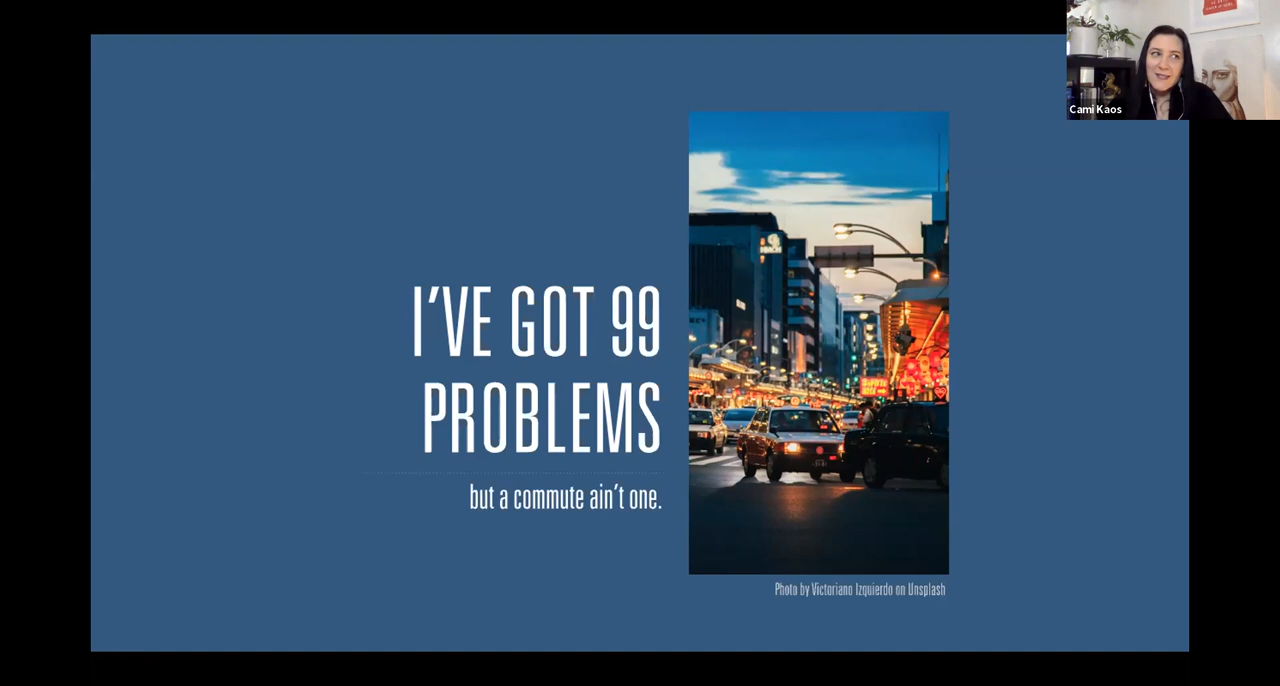 Cami Kaos
I'VE GOT 99
PROBLEMS
but a commute ain't one.
Photo by Victoriano Izquierdo on Unsplash